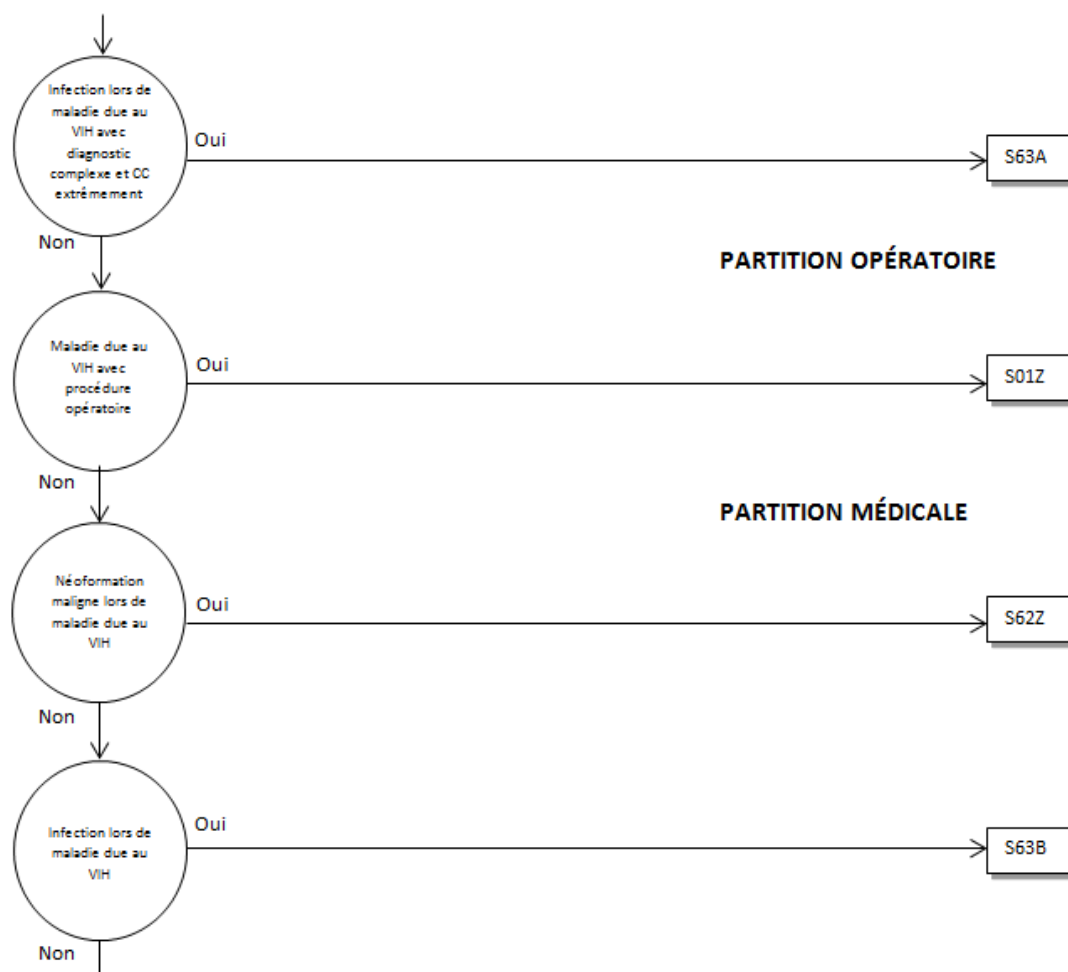 Infection lors de
maladie due au
VIH avec
diagnostic
complexe et CC
extrêmement
Oui
S63A
Non
PARTITION OPÉRATOIRE
Maladie due au
VIH avec
procédure
opératoire
Oui
S01Z
Non
PARTITION MÉDICALE
Néoformation
maligne lors de
maladie due au
VIH
Oui
S62Z
Non
Infection lors de
maladie due au
VIH
Oui
S63B
Non